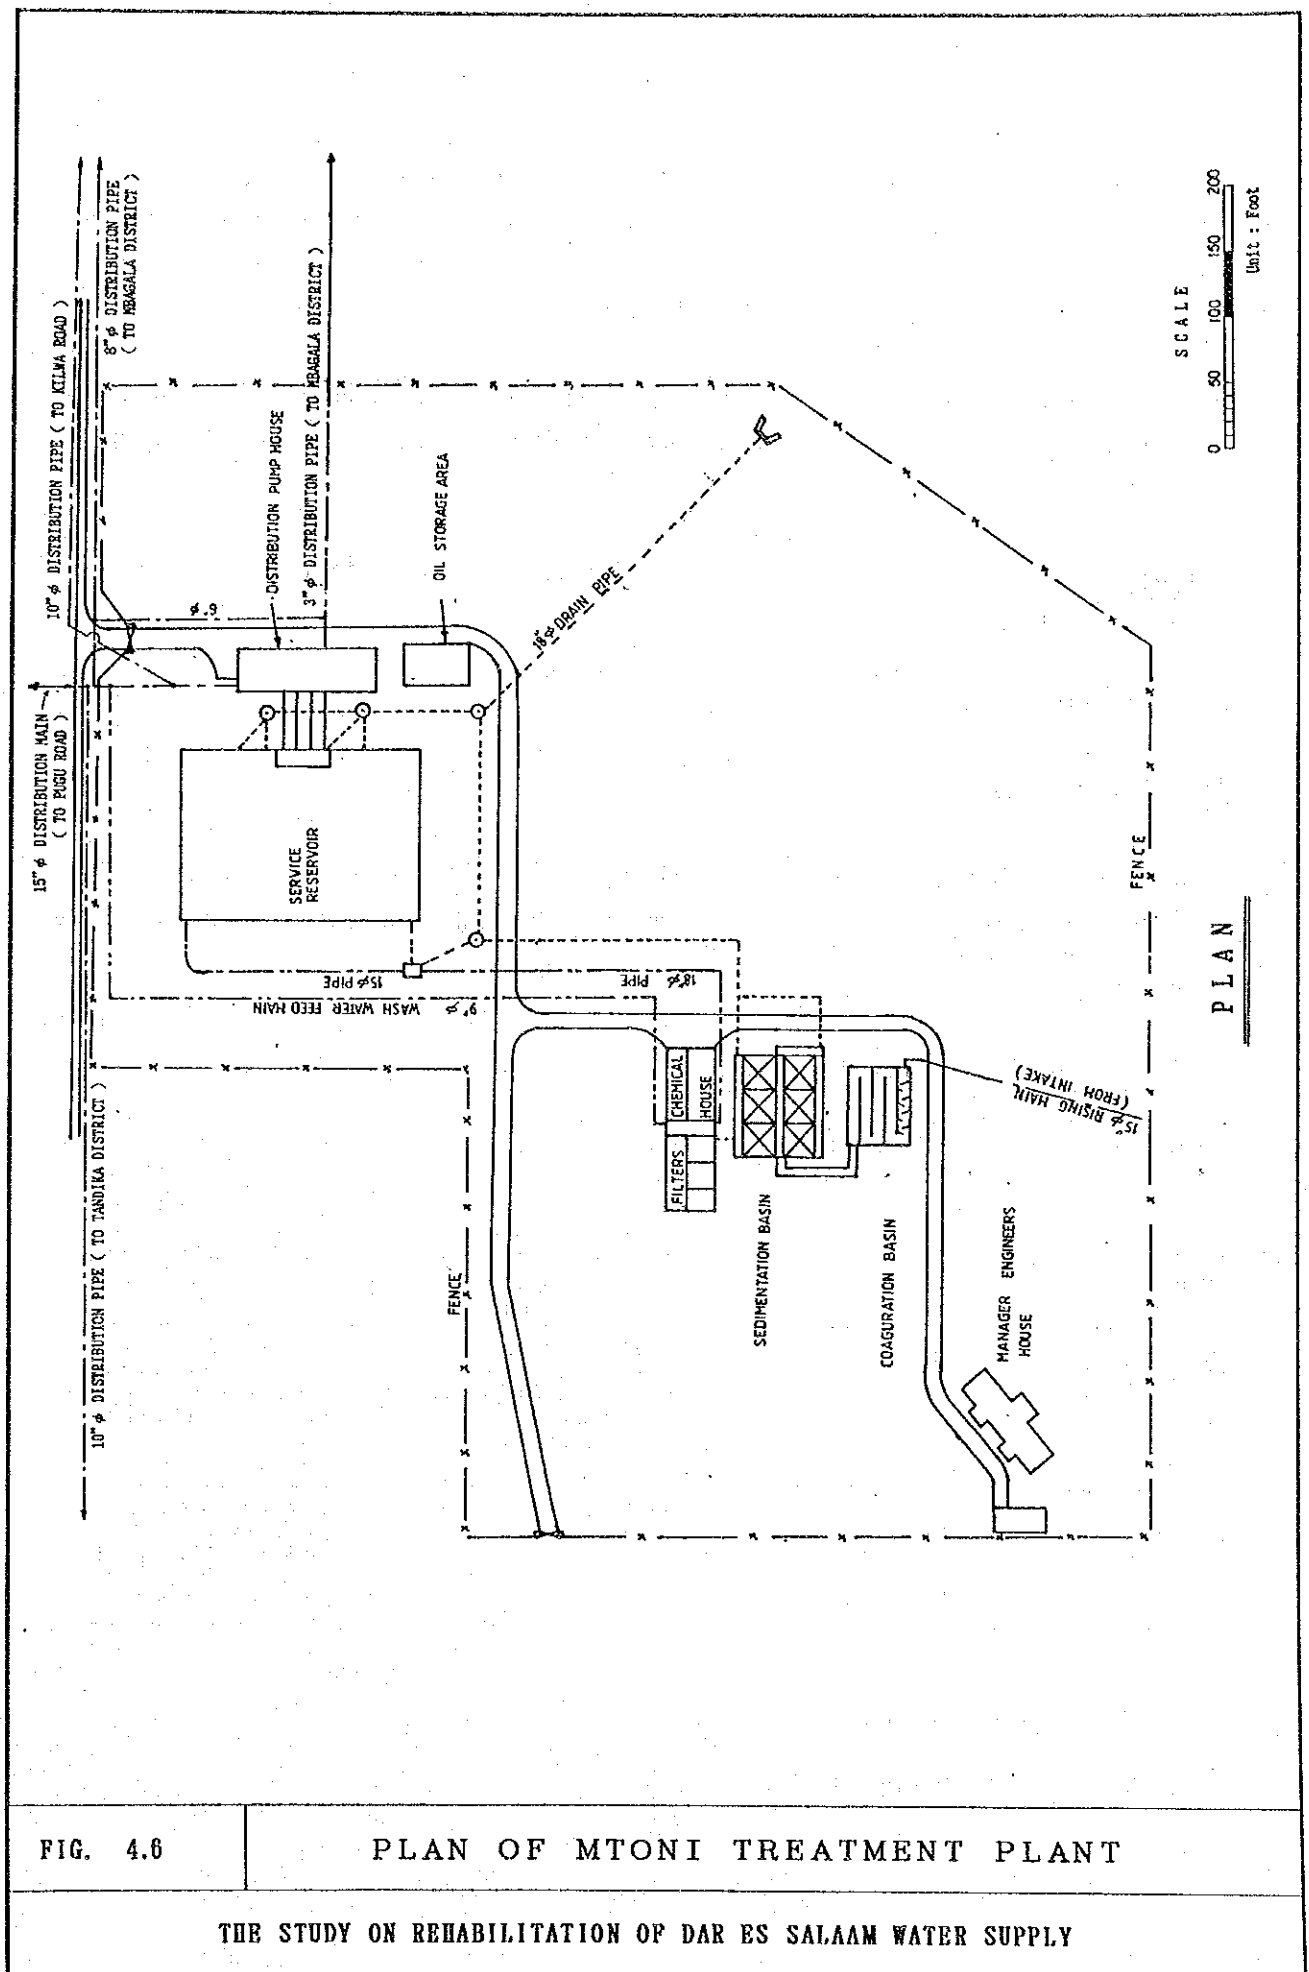 10"φ DISTRIBUTION PIPE ( TO TANDIKA DISTRICT )
15"φ DISTRIBUTION MAIN
( TO PUGU ROAD )
10"φ DISTRIBUTION PIPE ( TO KILWA ROAD )
8"φ DISTRIBUTION PIPE
( TO MBAGALA DISTRICT )
DISTRIBUTION PUMP HOUSE
3"φ DISTRIBUTION PIPE ( TO MBAGALA DISTRICT )
OIL STORAGE AREA
SERVICE
RESERVOIR
18"φ DRAIN PIPE
9"φ WASH WATER FEED MAIN
15φ PIPE
18"φ PIPE
FENCE
CHEMICAL
HOUSE
FILTERS
SEDIMENTATION BASIN
COAGURATION BASIN
15"φ RISING MAIN
(FROM INTAKE)
MANAGER ENGINEERS
HOUSE
FENCE
PLAN
SCALE
0 50 100 150 200
Unit : Foot
FIG. 4.6
PLAN OF MTONI TREATMENT PLANT
THE STUDY ON REHABILITATION OF DAR ES SALAAM WATER SUPPLY